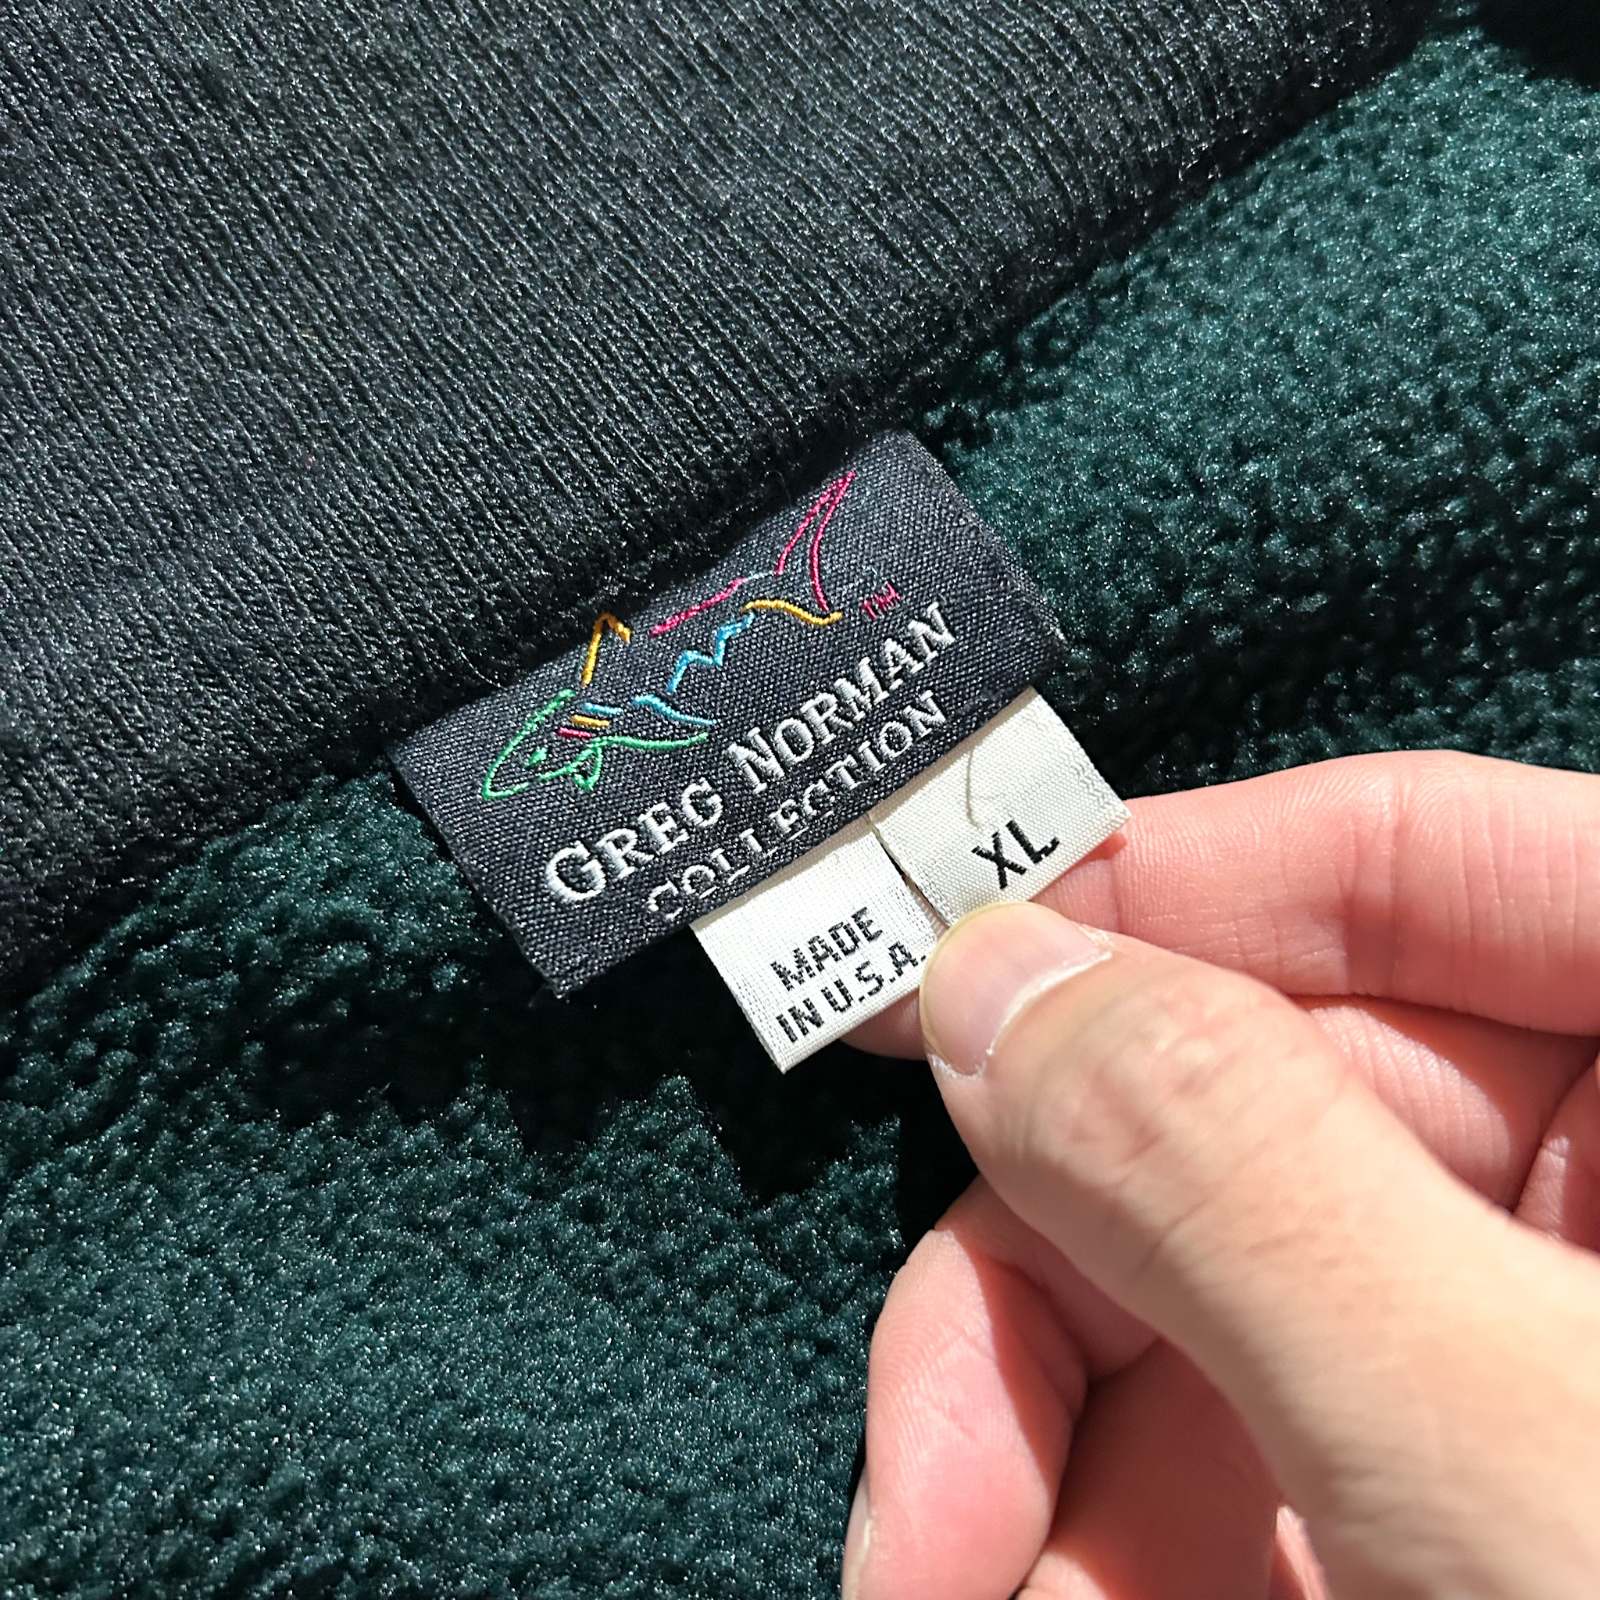 TM
GREG NORMAN
COLLECTION
XL
MADE
IN U.S.A.